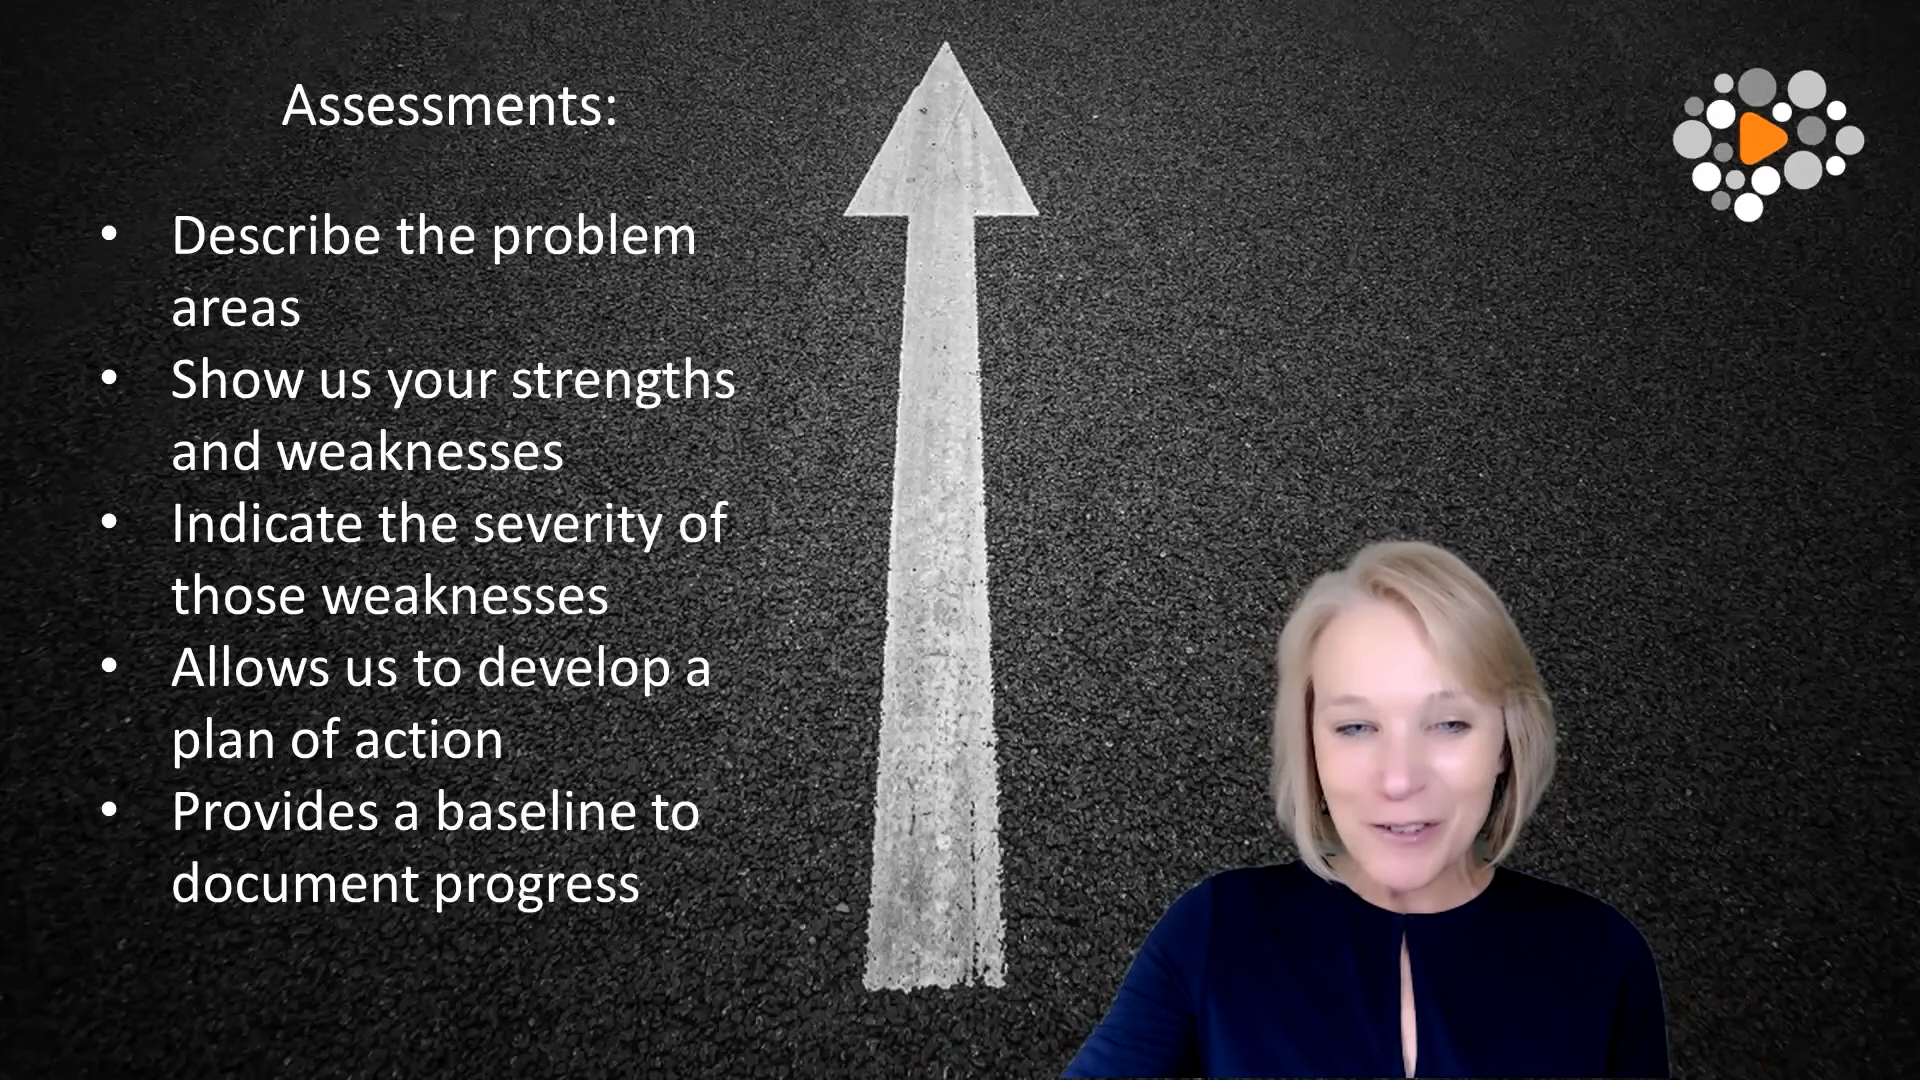 Assessments:
• Describe the problem
areas
• Show us your strengths
and weaknesses
• Indicate the severity of
those weaknesses
• Allows us to develop a
plan of action
• Provides a baseline to
document progress